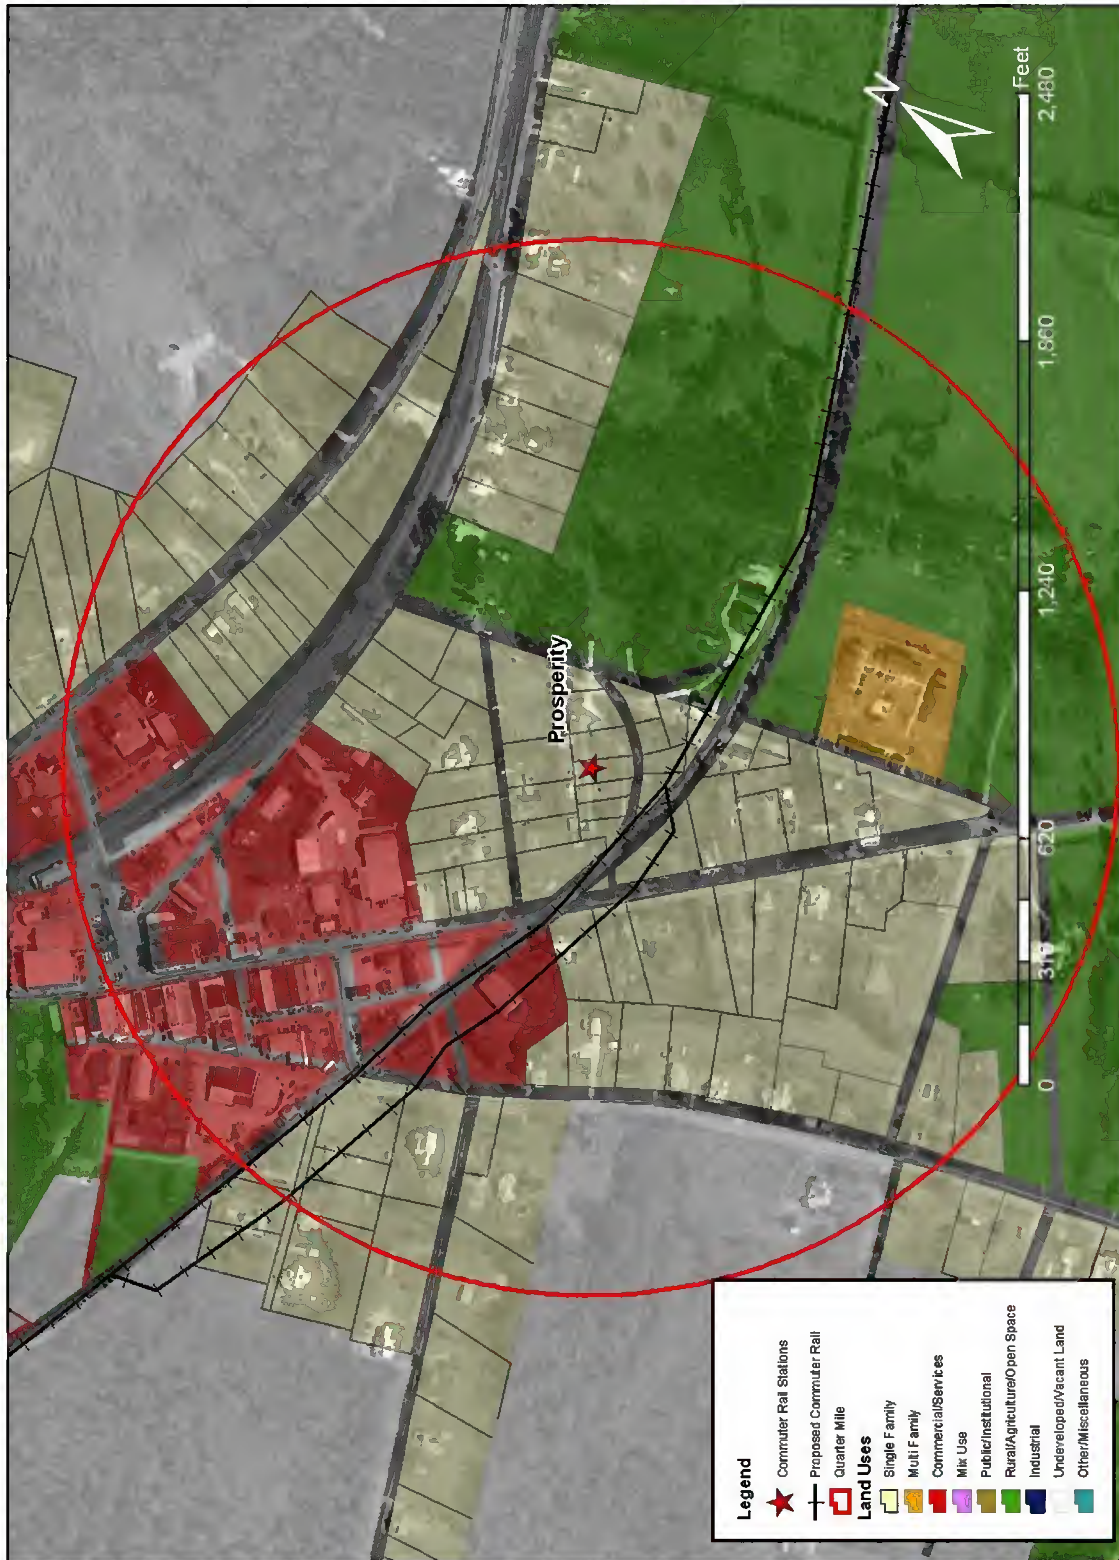 Prosperity
N
Feet
0
310
620
1,240
1,860
2,480
Legend
Commuter Rail Stations
Proposed Commuter Rail
Quarter Mile
Land Uses
Single Family
Multi Family
Commercial/Services
Mix Use
Public/Institutional
Rural/Agriculture/Open Space
Industrial
Undeveloped/Vacant Land
Other/Miscellaneous